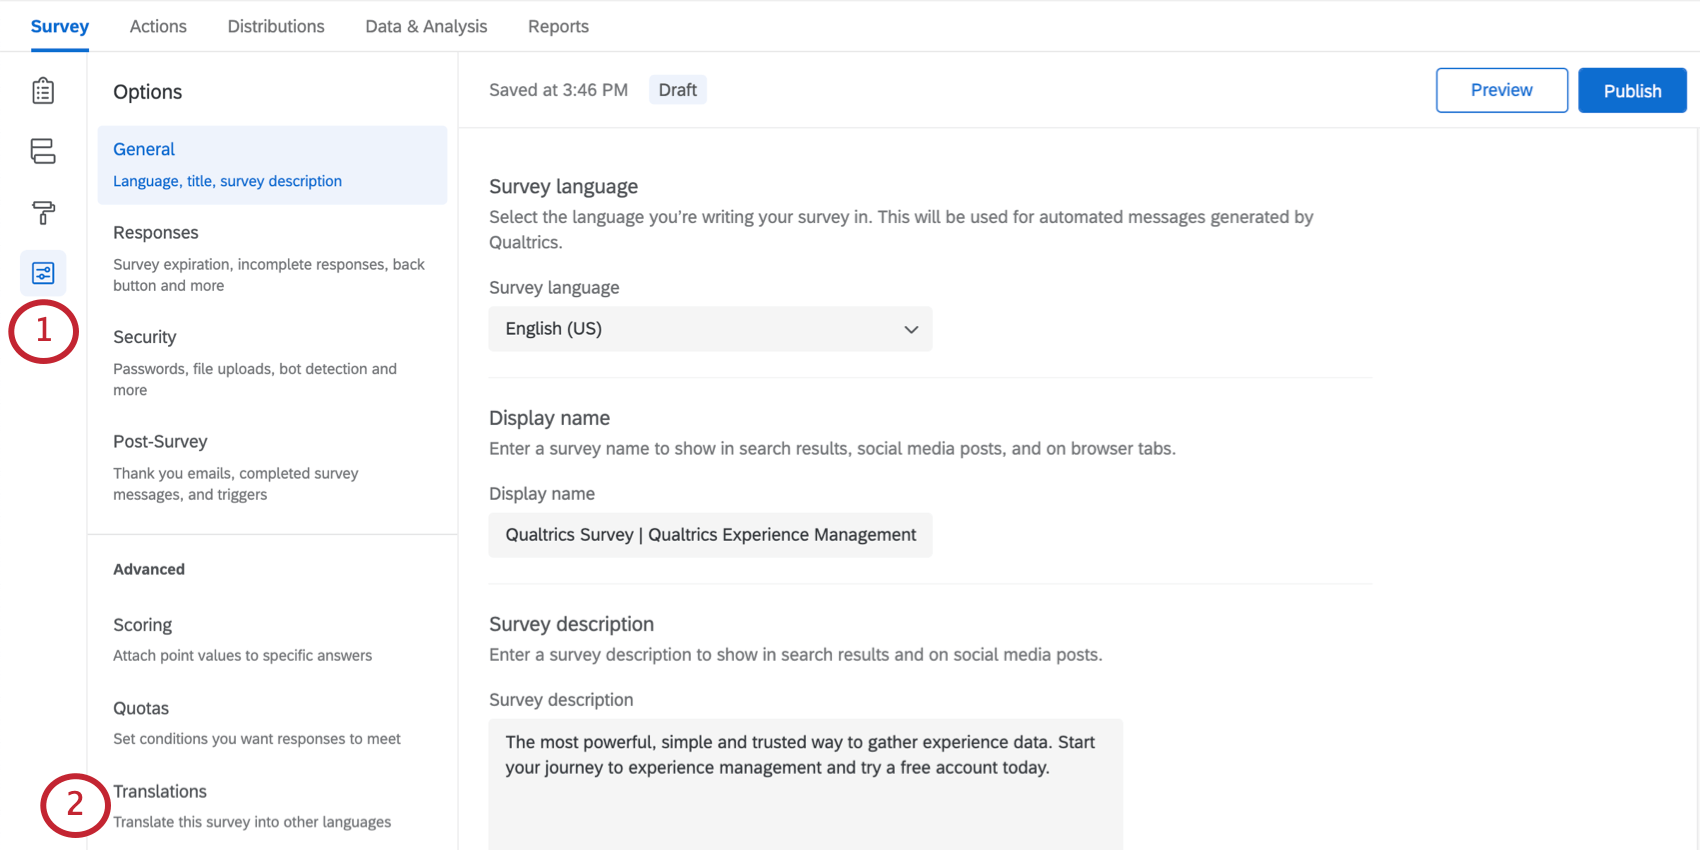 Survey
Actions
Distributions
Data & Analysis
Reports
Options
General
Language, title, survey description
Responses
Survey expiration, incomplete responses, back
button and more
1
Security
Passwords, file uploads, bot detection and
more
Post-Survey
Thank you emails, completed survey
messages, and triggers
Advanced
Scoring
Attach point values to specific answers
Quotas
Set conditions you want responses to meet
2
Translations
Translate this survey into other languages
Saved at 3:46 PM
Draft
Preview
Publish
Survey language
Select the language you’re writing your survey in. This will be used for automated messages generated by
Qualtrics.
Survey language
English (US)
Display name
Enter a survey name to show in search results, social media posts, and on browser tabs.
Display name
Qualtrics Survey | Qualtrics Experience Management
Survey description
Enter a survey description to show in search results and on social media posts.
Survey description
The most powerful, simple and trusted way to gather experience data. Start
your journey to experience management and try a free account today.